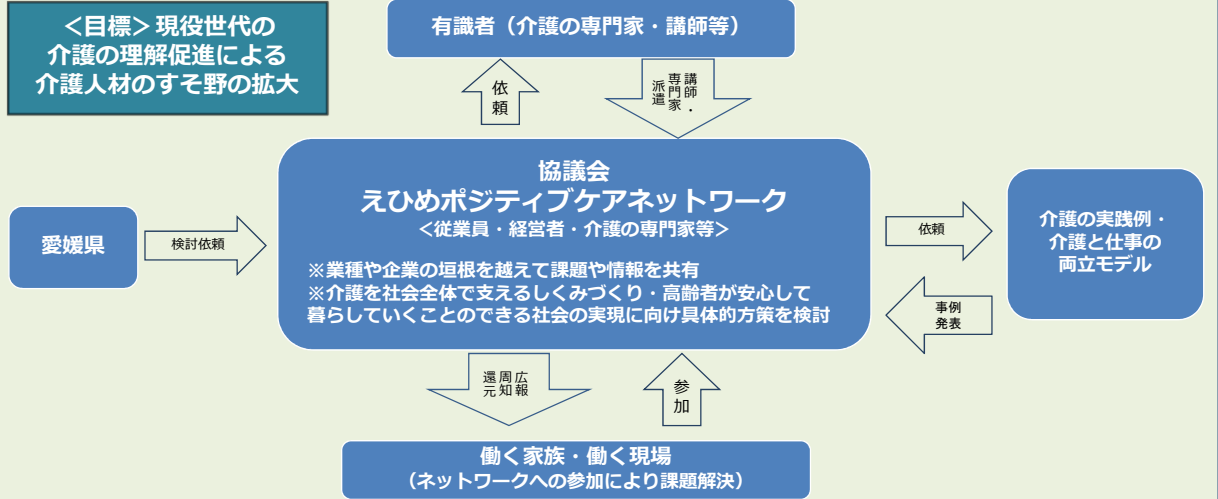 ＜目標＞現役世代の
介護の理解促進による
介護人材のすそ野の拡大
有識者（介護の専門家・講師等）
依頼
講師・
専門家
派遣
協議会
えひめポジティブケアネットワーク
＜従業員・経営者・介護の専門家等＞
※業種や企業の垣根を越えて課題や情報を共有
※介護を社会全体で支えるしくみづくり・高齢者が安心して
暮らしていくことのできる社会の実現に向け具体的方策を検討
愛媛県
検討依頼
依頼
介護の実践例・
介護と仕事の
両立モデル
事例
発表
広報
周知
還元
参加
働く家族・働く現場
（ネットワークへの参加により課題解決）